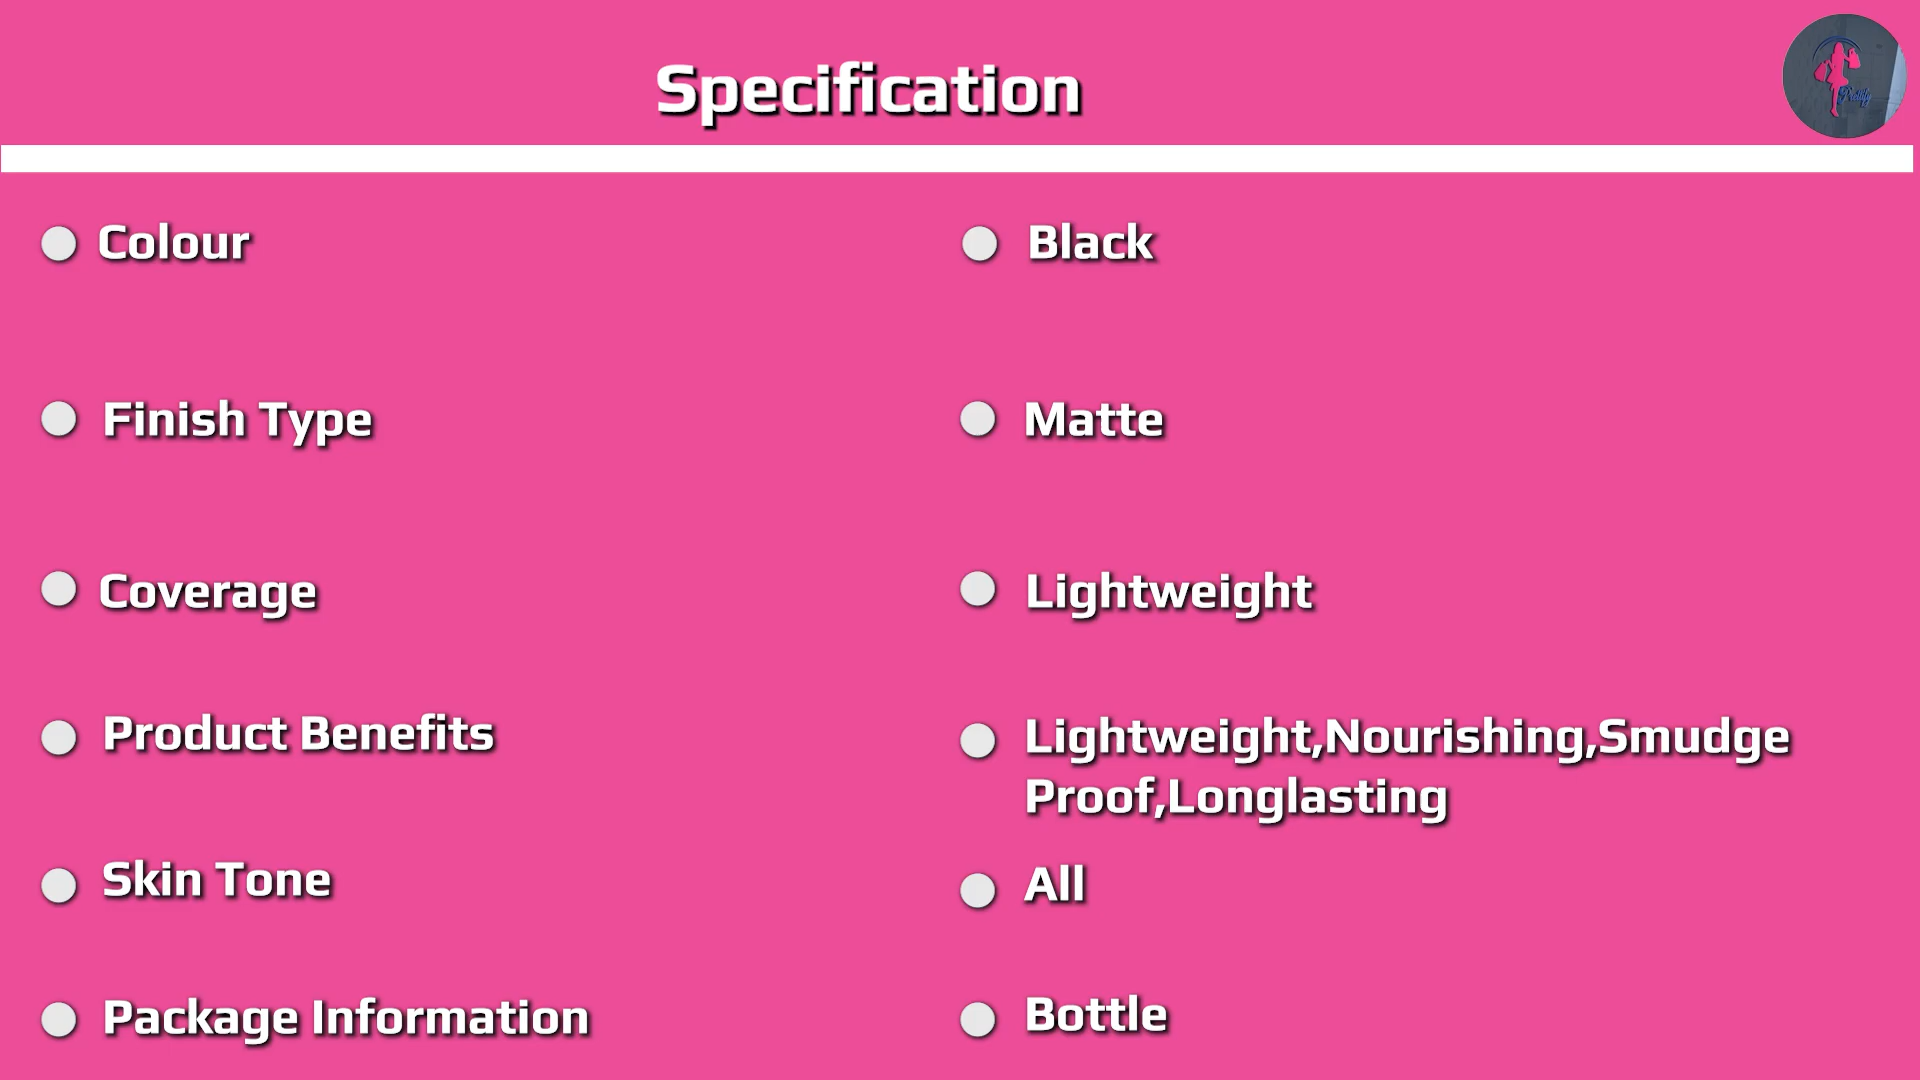 Specification
Colour
Black
Finish Type
Matte
Coverage
Lightweight
Product Benefits
Lightweight,Nourishing,Smudge
Proof,Longlasting
Skin Tone
All
Package Information
Bottle